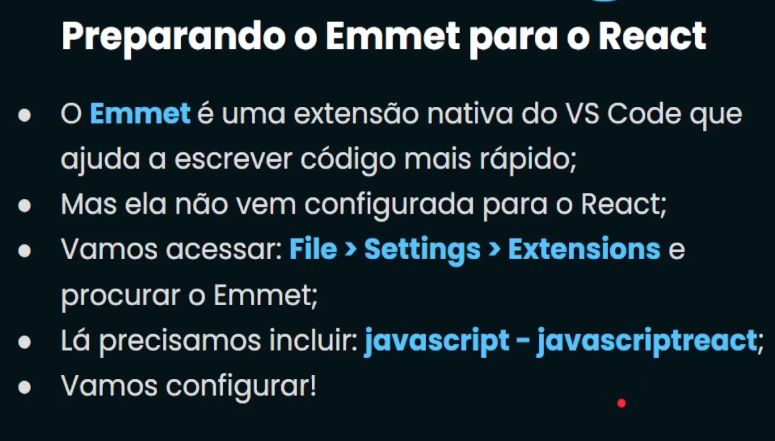 Preparando o Emmet para o React
● O Emmet é uma extensão nativa do VS Code que
ajuda a escrever código mais rápido;
● Mas ela não vem configurada para o React;
● Vamos acessar: File > Settings > Extensions e
procurar o Emmet;
● Lá precisamos incluir: javascript - javascriptreact;
● Vamos configurar!